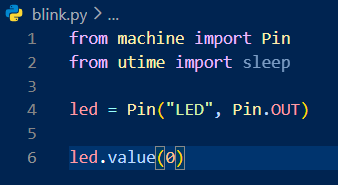 blink.py > ...
1 from machine import Pin
2 from utime import sleep
3
4 led = Pin("LED", Pin.OUT)
5
6 led.value(0)